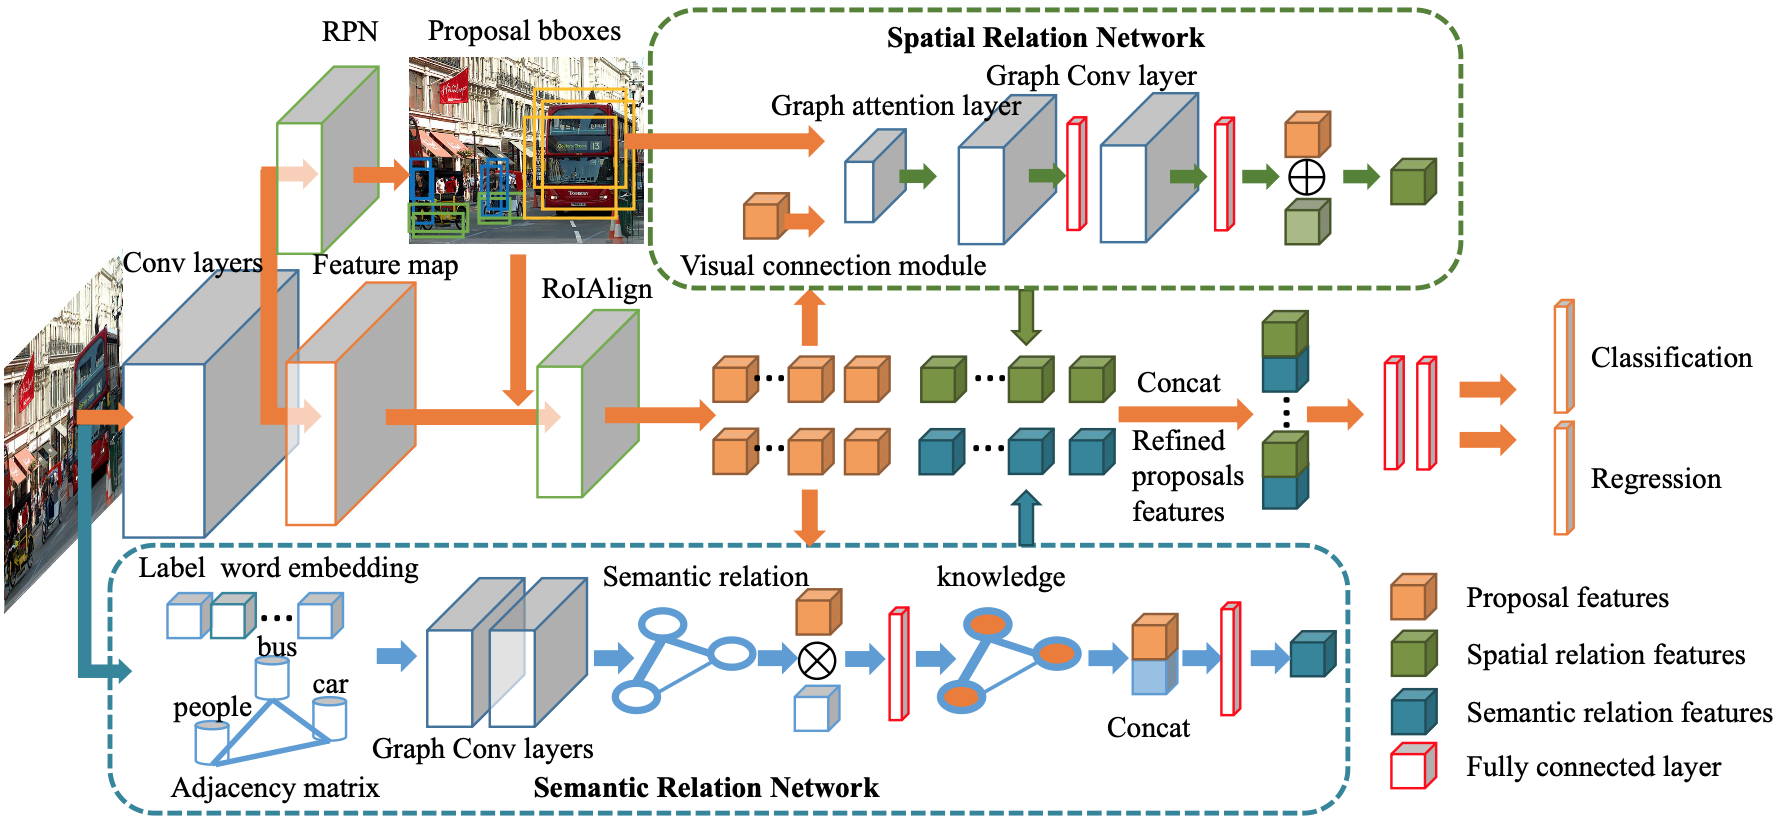 RPN
Proposal bboxes
Spatial Relation Network
Graph Conv layer
Graph attention layer
13
Visual connection module
Conv layers
Feature map
RoIAlign
Concat
Refined
proposals
features
Classification
Regression
Label word embedding
bus
people
car
Adjacency matrix
Graph Conv layers
Semantic relation
knowledge
Concat
Semantic Relation Network
Proposal features
Spatial relation features
Semantic relation features
Fully connected layer